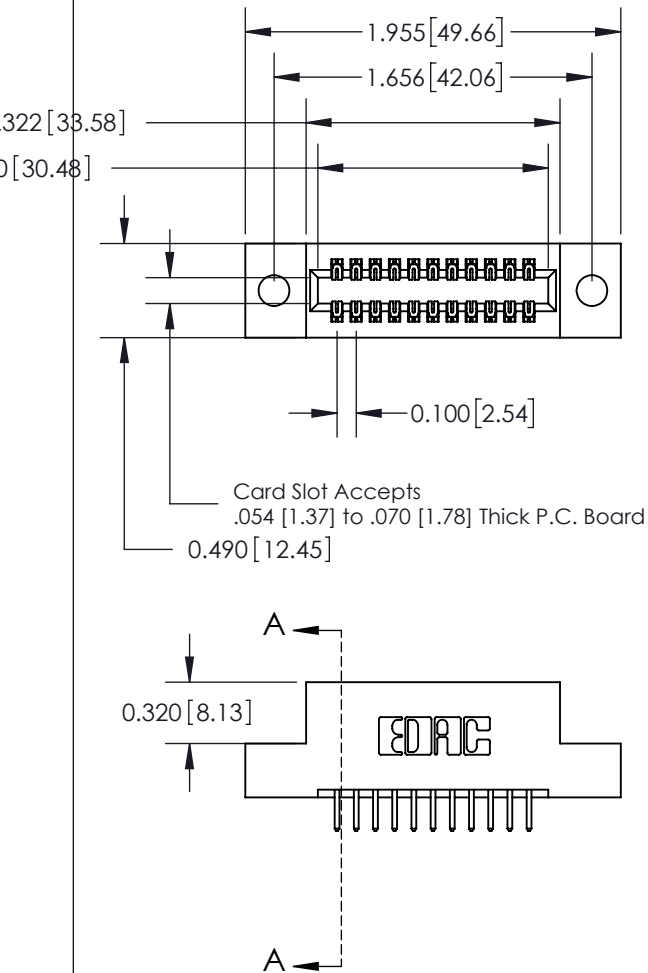 1.955[49.66]
1.656[42.06]
.322[33.58]
0[30.48]
0.100[2.54]
Card Slot Accepts
.054 [1.37] to .070 [1.78] Thick P.C. Board
0.490[12.45]
A
0.320[8.13]
EDAC
A